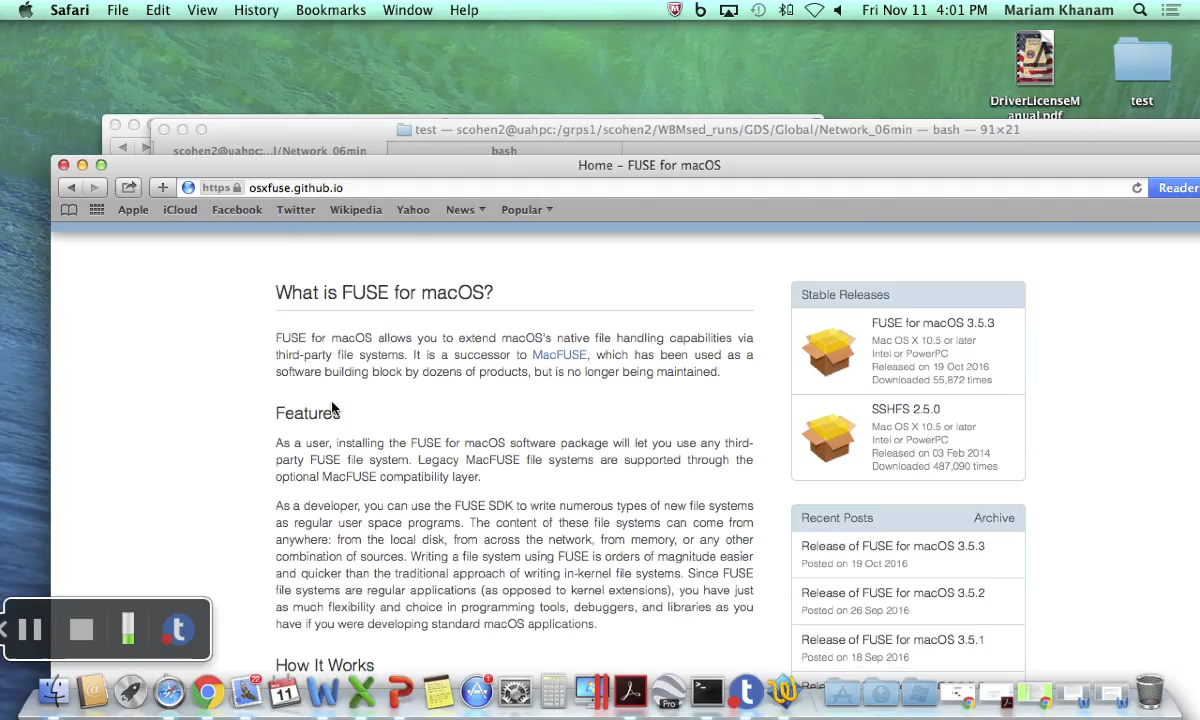 Safari File Edit View History Bookmarks Window Help Fri Nov 11 4:01 PM Mariam Khanam
DriverLicenseM
anual.pdf
test
test — scohen2@uahpc:/grps1/scohen2/WBMsed_runs/GDS/Global/Network_06min — bash — 91×21
scohen2@uahpc:...]/Network_06min bash
Home – FUSE for macOS
https osxfuse.github.io Reader
Apple iCloud Facebook Twitter Wikipedia Yahoo News Popular
What is FUSE for macOS?
FUSE for macOS allows you to extend macOS's native file handling capabilities via
third-party file systems. It is a successor to MacFUSE, which has been used as a
software building block by dozens of products, but is no longer being maintained.
Features
As a user, installing the FUSE for macOS software package will let you use any third-
party FUSE file system. Legacy MacFUSE file systems are supported through the
optional MacFUSE compatibility layer.
As a developer, you can use the FUSE SDK to write numerous types of new file systems
as regular user space programs. The content of these file systems can come from
anywhere: from the local disk, from across the network, from memory, or any other
combination of sources. Writing a file system using FUSE is orders of magnitude easier
and quicker than the traditional approach of writing in-kernel file systems. Since FUSE
file systems are regular applications (as opposed to kernel extensions), you have just
as much flexibility and choice in programming tools, debuggers, and libraries as you
have if you were developing standard macOS applications.
How It Works
Stable Releases
FUSE for macOS 3.5.3
Mac OS X 10.5 or later
Intel or PowerPC
Released on 19 Oct 2016
Downloaded 55,872 times
SSHFS 2.5.0
Mac OS X 10.5 or later
Intel or PowerPC
Released on 03 Feb 2014
Downloaded 487,090 times
Recent Posts Archive
Release of FUSE for macOS 3.5.3
Posted on 19 Oct 2016
Release of FUSE for macOS 3.5.2
Posted on 26 Sep 2016
Release of FUSE for macOS 3.5.1
Posted on 18 Sep 2016
t
22
11
1
Pro
t